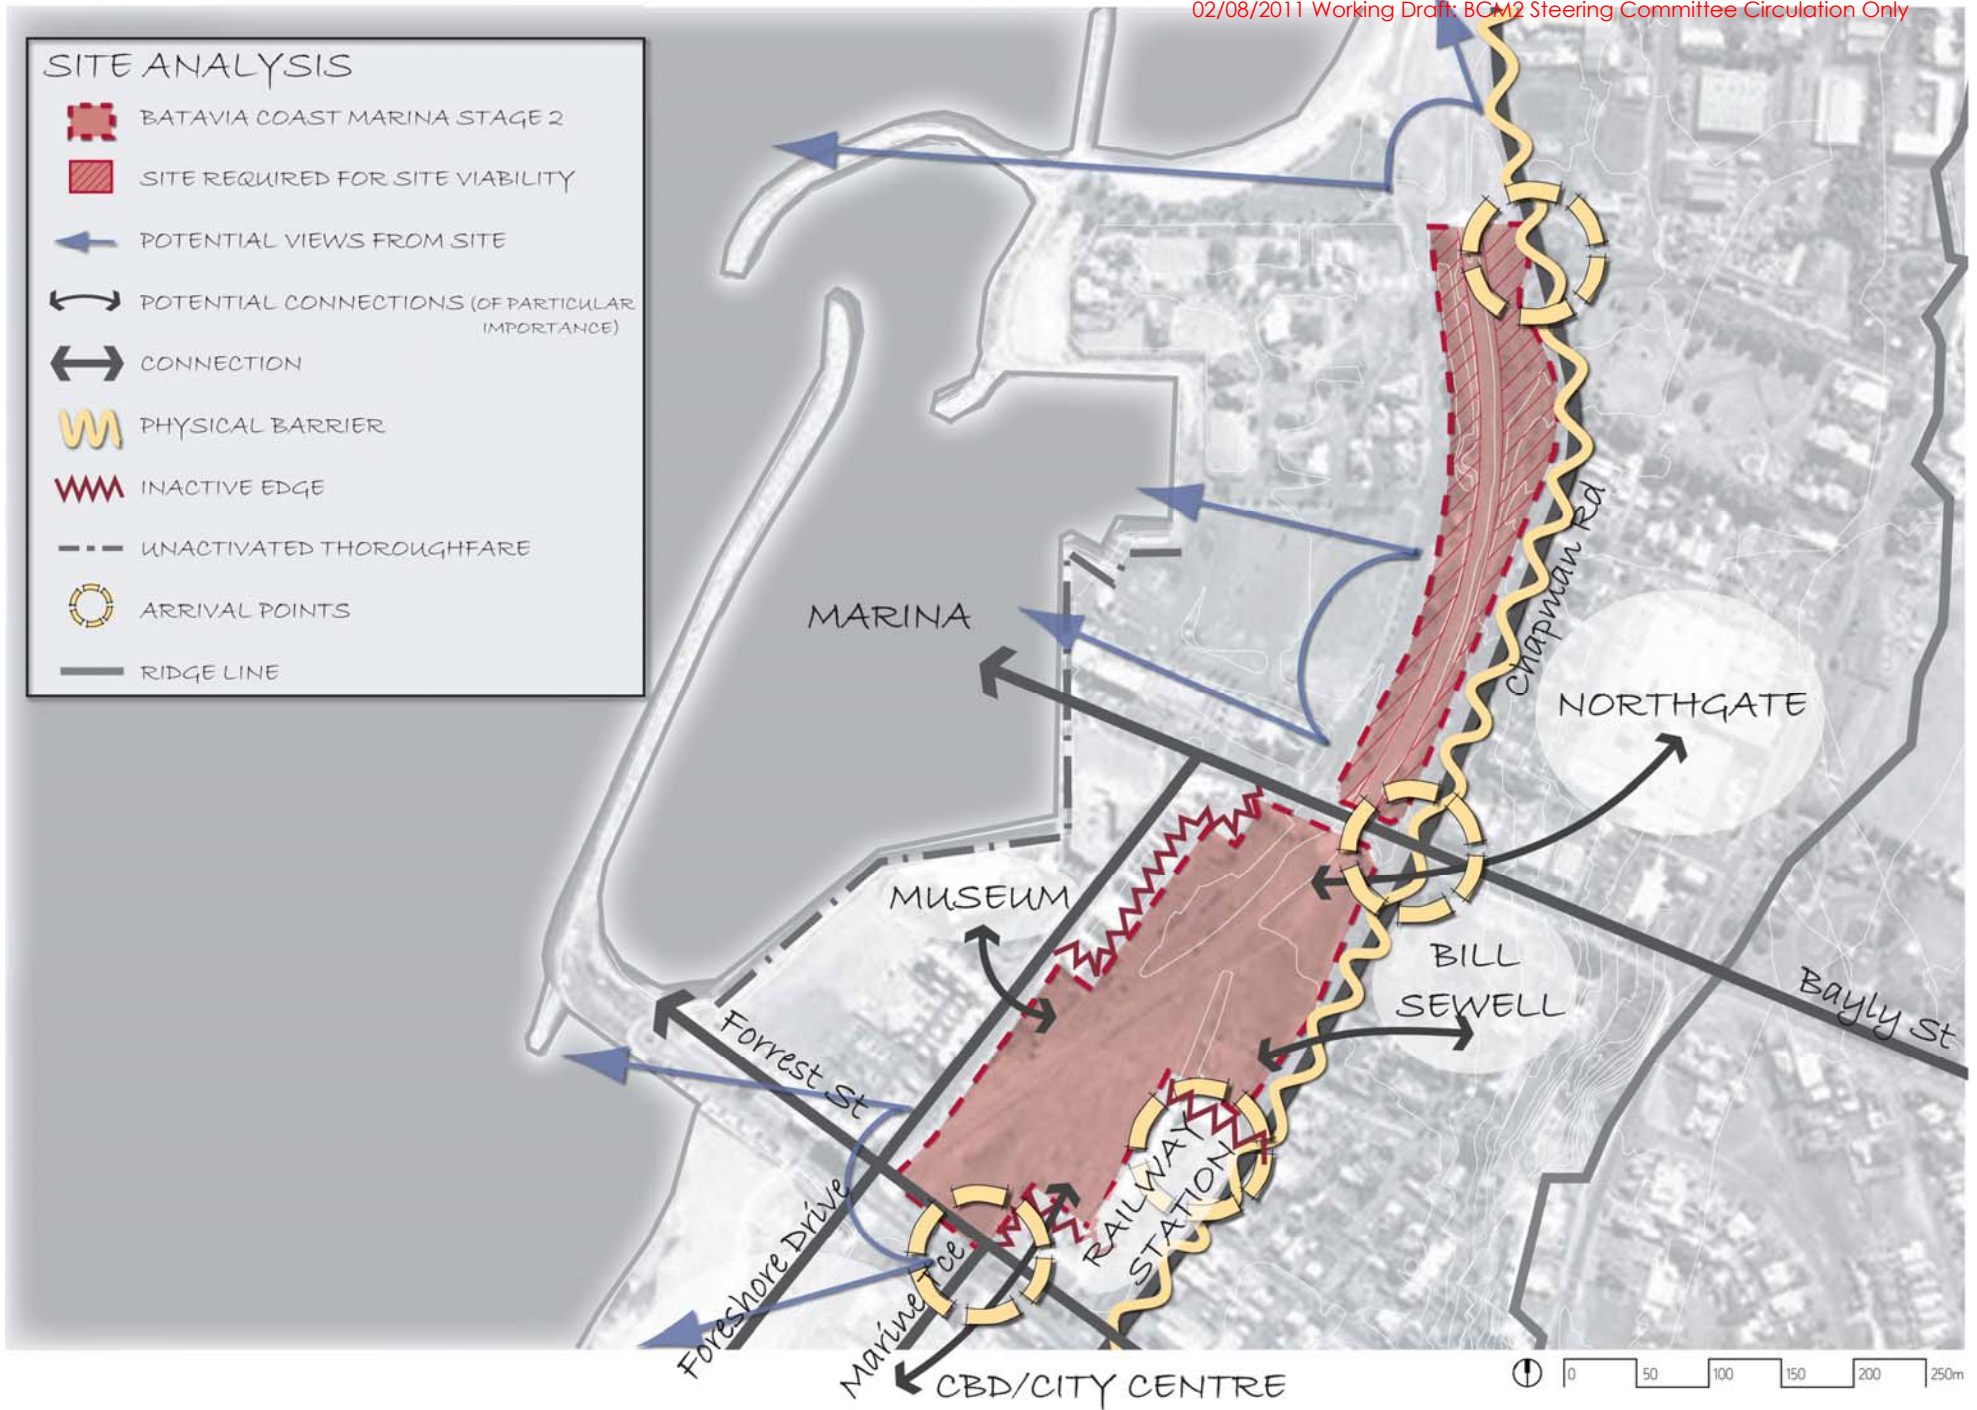 02/08/2011 Working Draft: BCM2 Steering Committee Circulation Only
SITE ANALYSIS
BATAVIA COAST MARINA STAGE 2
SITE REQUIRED FOR SITE VIABILITY
POTENTIAL VIEWS FROM SITE
POTENTIAL CONNECTIONS (OF PARTICULAR
IMPORTANCE)
CONNECTION
PHYSICAL BARRIER
INACTIVE EDGE
UNACTIVATED THOROUGHFARE
ARRIVAL POINTS
RIDGE LINE
MARINA
Chapman Rd
NORTHGATE
MUSEUM
BILL
SEWELL
Bayly St
Forrest St
RAILWAY
STATION
Foreshore Drive
Marine Tce
CBD/CITY CENTRE
0 50 100 150 200 250m